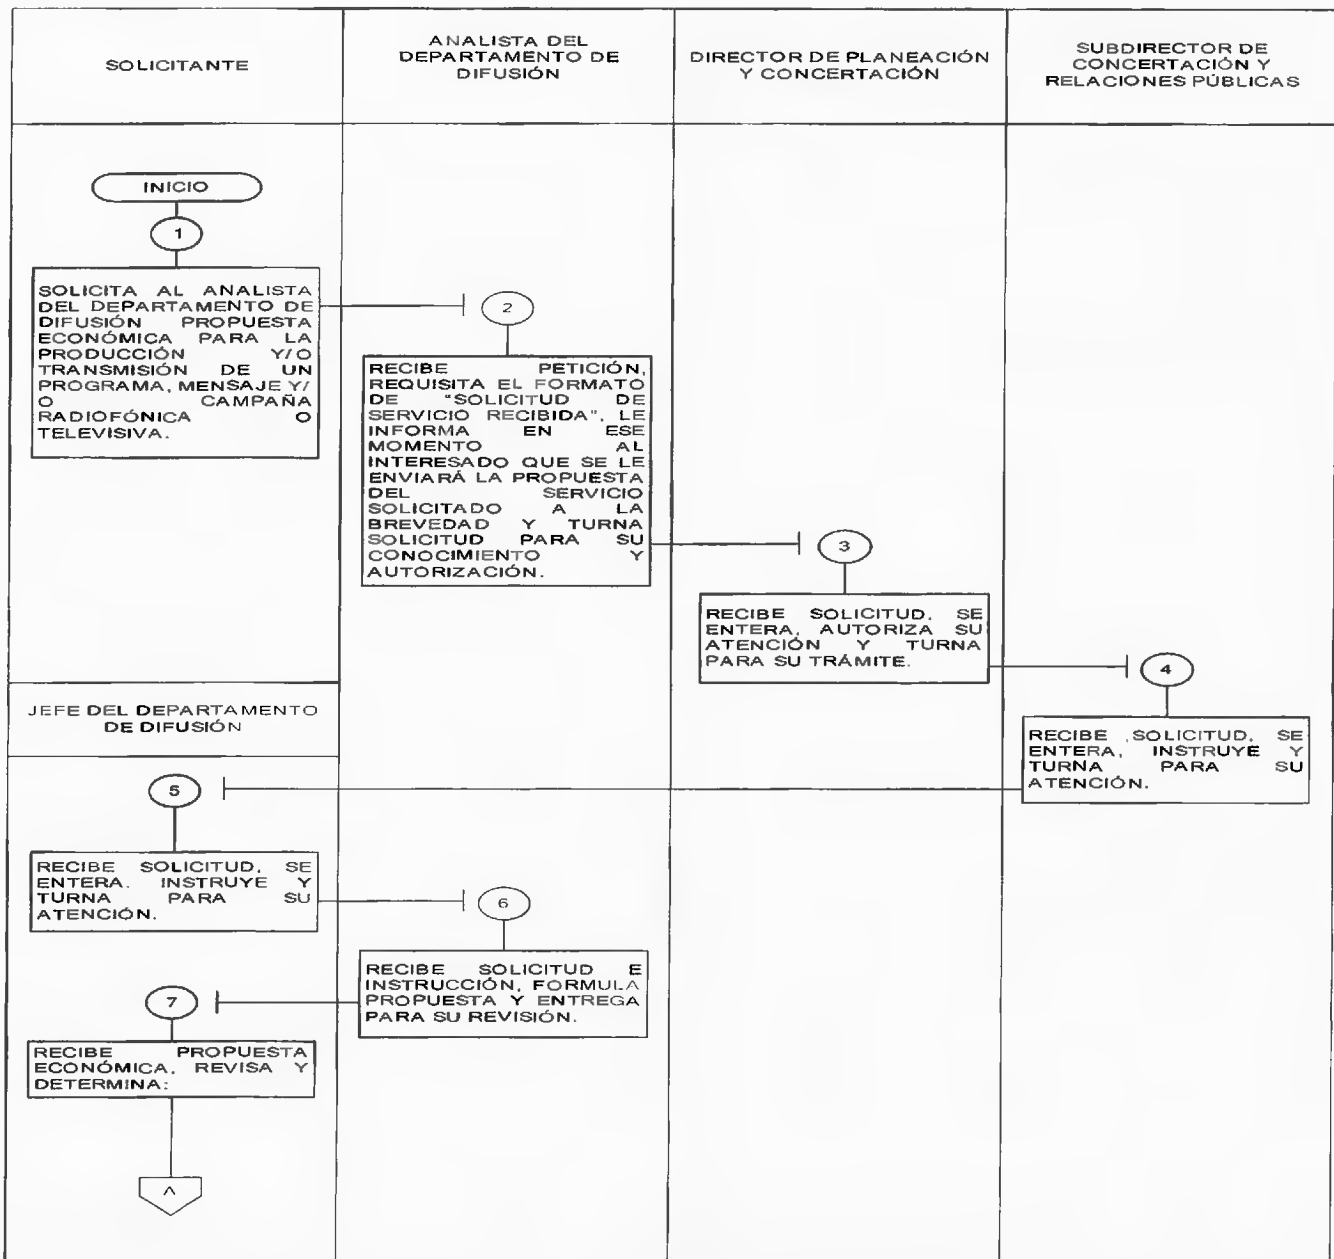 SOLICITANTE
ANALISTA DEL
DEPARTAMENTO DE
DIFUSIÓN
DIRECTOR DE PLANEACIÓN
Y CONCERTACIÓN
SUBDIRECTOR DE
CONCERTACIÓN Y
RELACIONES PÚBLICAS
INICIO
1
SOLICITA AL ANALISTA
DEL DEPARTAMENTO DE
DIFUSIÓN PROPUESTA
ECONÓMICA PARA LA
PRODUCCIÓN Y/O
TRANSMISIÓN DE UN
PROGRAMA, MENSAJE Y/
O CAMPAÑA
RADIOFÓNICA O
TELEVISIVA.
2
RECIBE PETICIÓN,
REQUISITA EL FORMATO
DE "SOLICITUD DE
SERVICIO RECIBIDA", LE
INFORMA EN ESE
MOMENTO AL
INTERESADO QUE SE LE
ENVIARÁ LA PROPUESTA
DEL SERVICIO
SOLICITADO A LA
BREVEDAD Y TURNA
SOLICITUD PARA SU
CONOCIMIENTO Y
AUTORIZACIÓN.
3
RECIBE SOLICITUD, SE
ENTERA, AUTORIZA SU
ATENCIÓN Y TURNA
PARA SU TRÁMITE.
4
RECIBE SOLICITUD, SE
ENTERA, INSTRUYE Y
TURNA PARA SU
ATENCIÓN.
JEFE DEL DEPARTAMENTO
DE DIFUSIÓN
5
RECIBE SOLICITUD, SE
ENTERA. INSTRUYE Y
TURNA PARA SU
ATENCIÓN.
6
RECIBE SOLICITUD E
INSTRUCCIÓN, FORMULA
PROPUESTA Y ENTREGA
PARA SU REVISIÓN.
7
RECIBE PROPUESTA
ECONÓMICA, REVISA Y
DETERMINA:
A